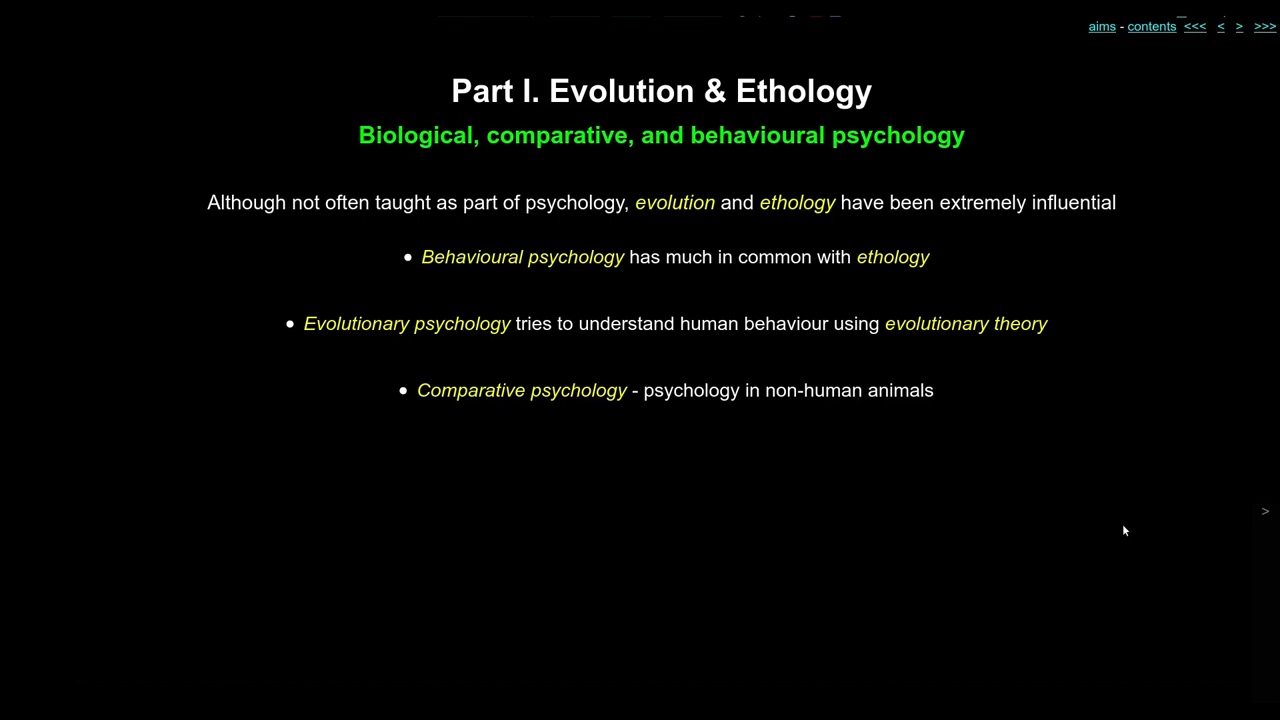 aims - contents <<< < > >>>
Part I. Evolution & Ethology
Biological, comparative, and behavioural psychology
Although not often taught as part of psychology, evolution and ethology have been extremely influential
• Behavioural psychology has much in common with ethology
• Evolutionary psychology tries to understand human behaviour using evolutionary theory
• Comparative psychology - psychology in non-human animals
>